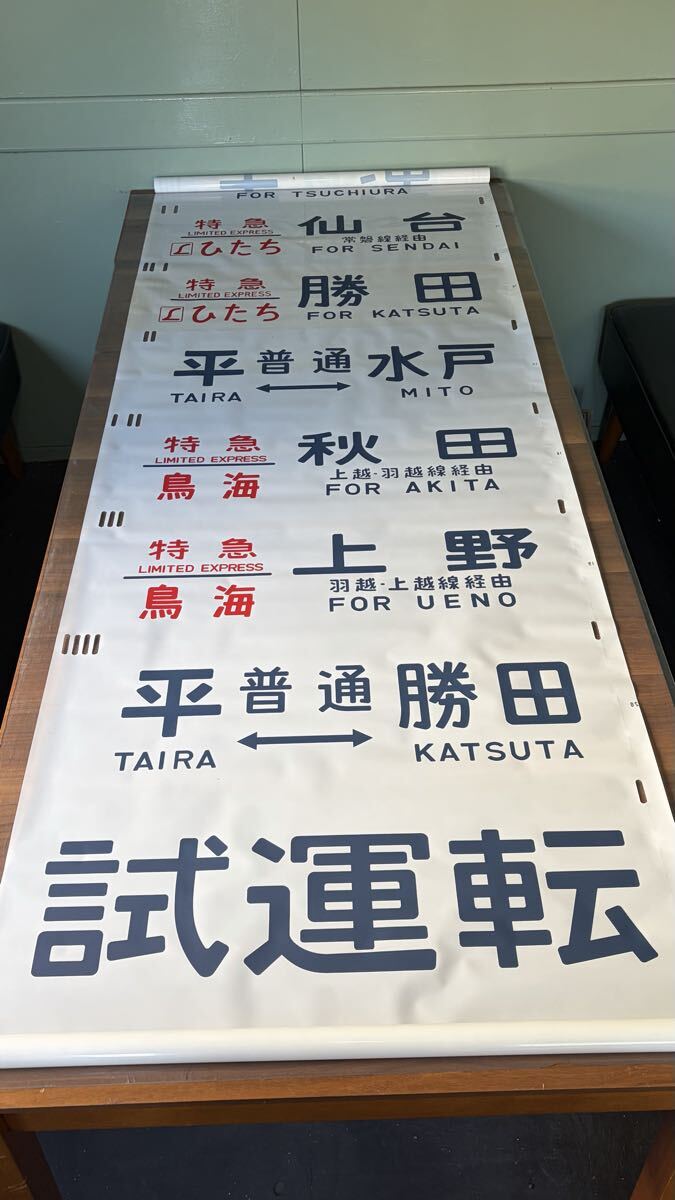 FOR TSUCHIURA
特急 仙台
LIMITED EXPRESS 常磐線経由
Lひたち FOR SENDAI
特急 勝田
LIMITED EXPRESS
Lひたち FOR KATSUTA
平 普通 水戸
TAIRA ↔ MITO
特急 秋田
LIMITED EXPRESS 上越・羽越線経由
鳥海 FOR AKITA
特急 上野
LIMITED EXPRESS 羽越・上越線経由
鳥海 FOR UENO
平 普通 勝田
TAIRA ↔ KATSUTA
試運転